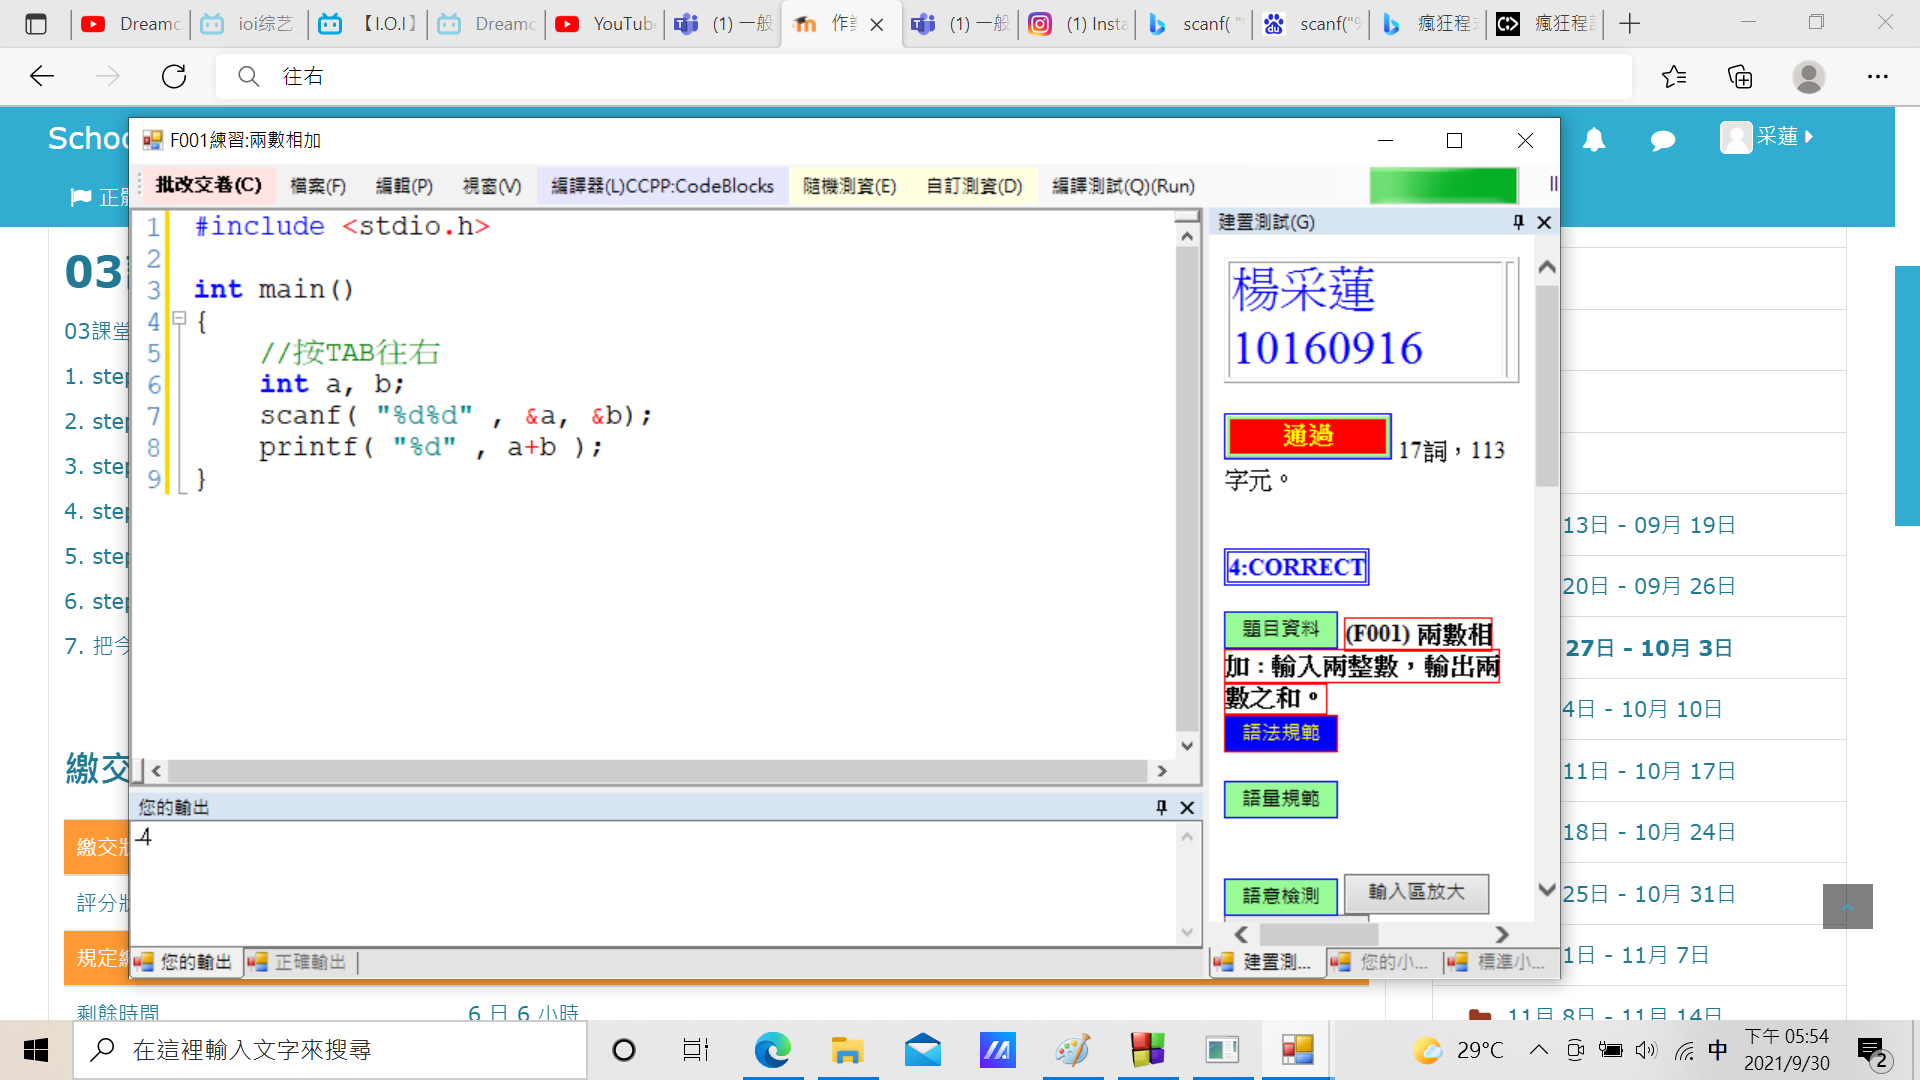 Dreamc
ioi综艺
【I.O.I】
Dreamc
YouTub
(1) 一般
作業
(1) 一般
(1) Insta
scanf( "
scanf("%
瘋狂程式
瘋狂程
往右
School
采蓮
正體
F001練習:兩數相加
批改交卷(C) 檔案(F) 編輯(P) 視窗(V) 編譯器(L)CCPP:CodeBlocks 隨機測資(E) 自訂測資(D) 編譯測試(Q)(Run)
1 #include <stdio.h>
2
3 int main()
4 {
5 //按TAB往右
6 int a, b;
7 scanf( "%d%d" , &a, &b);
8 printf( "%d" , a+b );
9 }
建置測試(G)
楊采蓮
10160916
通過 17詞，113
字元。
4:CORRECT
題目資料 (F001) 兩數相
加：輸入兩整數，輸出兩
數之和。
語法規範
語量規範
語意檢測 輸入區放大
建置測... 您的小... 標準小...
您的輸出
-4
您的輸出 正確輸出
03
03課堂
1. step
2. step
3. step
4. step
5. step
6. step
7. 把今
繳交
繳交狀
評分狀
規定繳
剩餘時間 6 日 6 小時
13日 - 09月 19日
20日 - 09月 26日
27日 - 10月 3日
4日 - 10月 10日
11日 - 10月 17日
18日 - 10月 24日
25日 - 10月 31日
1日 - 11月 7日
11月 8日 - 11月 14日
在這裡輸入文字來搜尋
29°C
中
下午 05:54
2021/9/30
2